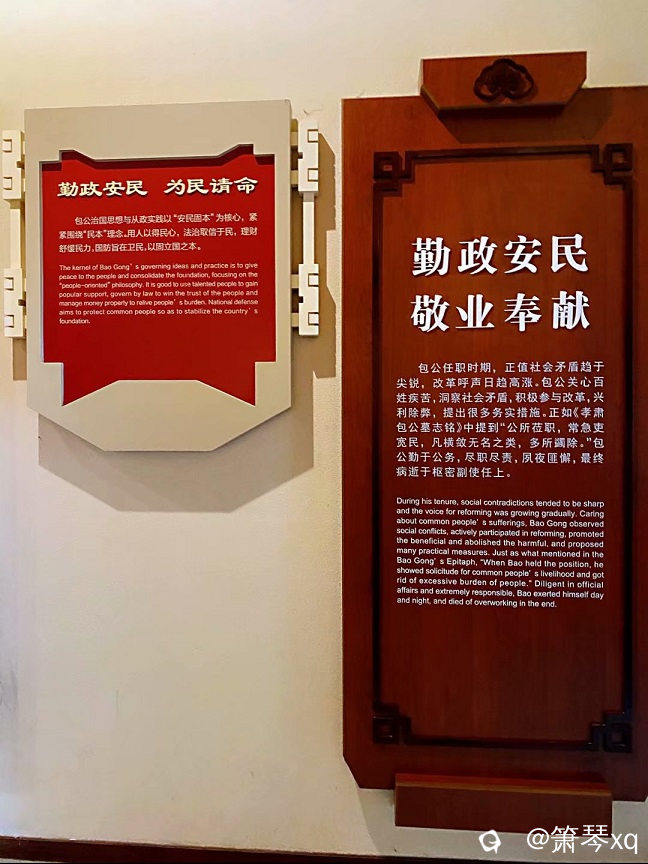 勤政安民 为民请命
包公治国思想与从政实践以“安民固本”为核心，紧
紧围绕“民本”理念。用人以得民心，法治取信于民，理财
舒缓民力，国防旨在卫民，以固立国之本。
The kernel of Bao Gong's governing ideas and practice is to give
peace to the people and consolidate the foundation, focusing on the
"people-oriented" philosophy. It is good to use talented people to gain
popular support, govern by law to win the trust of the people and
manage money properly to relive people's burden. National defense
aims to protect common people so as to stabilize the country's
foundation.
勤政安民
敬业奉献
包公任职时期，正值社会矛盾趋于
尖锐，改革呼声日趋高涨。包公关心百
姓疾苦，洞察社会矛盾，积极参与改革，兴
利除弊，提出很多务实措施。正如《孝肃
包公墓志铭》中提到“公所莅职，常急吏
宽民，凡横敛无名之类，多所蠲除。”包
公勤于公务，尽职尽责，夙夜匪懈，最终
病逝于枢密副使任上。
During his tenure, social contradictions tended to be sharp
and the voice for reforming was growing gradually. Caring
about common people's sufferings, Bao Gong observed
social conflicts, actively participated in reforming, promoted
the beneficial and abolished the harmful, and proposed
many practical measures. Just as what mentioned in the
Bao Gong's Epitaph, "When Bao held the position, he
showed solicitude for common people's livelihood and got
rid of excessive burden of people." Diligent in official
affairs and extremely responsible, Bao exerted himself day
and night, and died of overworking in the end.
@箫琴xq